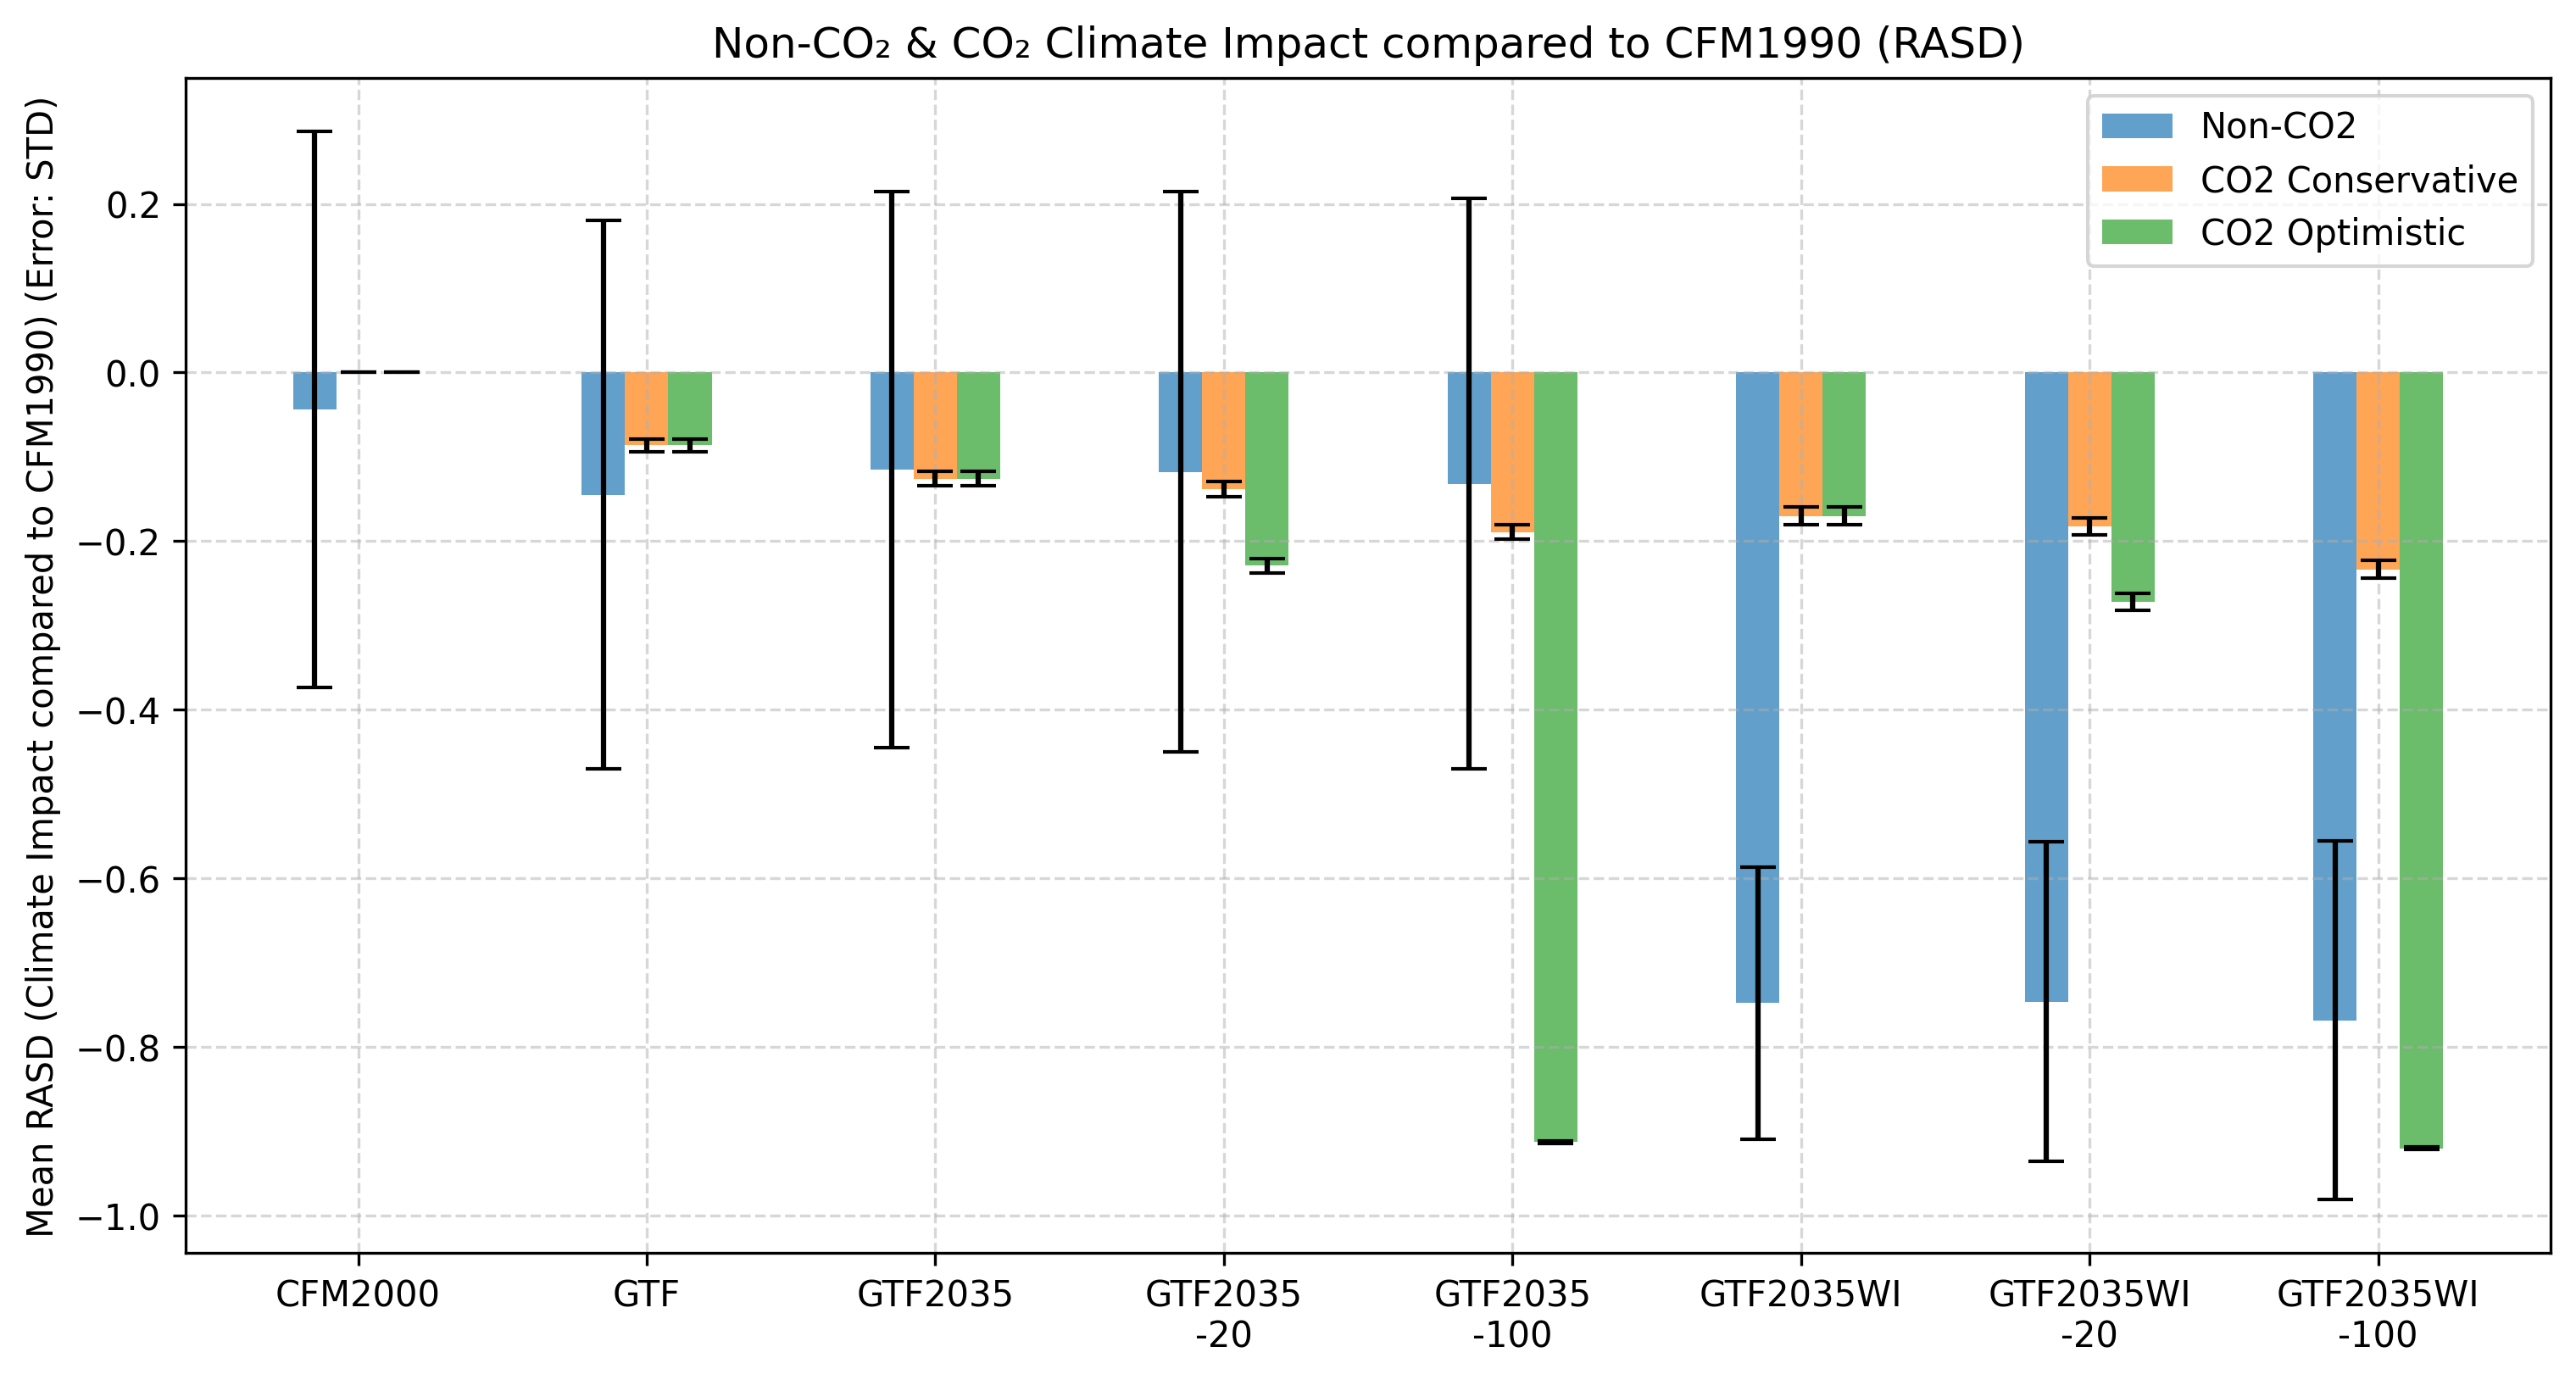 Non-CO₂ & CO₂ Climate Impact compared to CFM1990 (RASD)
Mean RASD (Climate Impact compared to CFM1990) (Error: STD)
0.2
0.0
−0.2
−0.4
−0.6
−0.8
−1.0
Non-CO2
CO2 Conservative
CO2 Optimistic
CFM2000
GTF
GTF2035
GTF2035
-20
GTF2035
-100
GTF2035WI
GTF2035WI
-20
GTF2035WI
-100